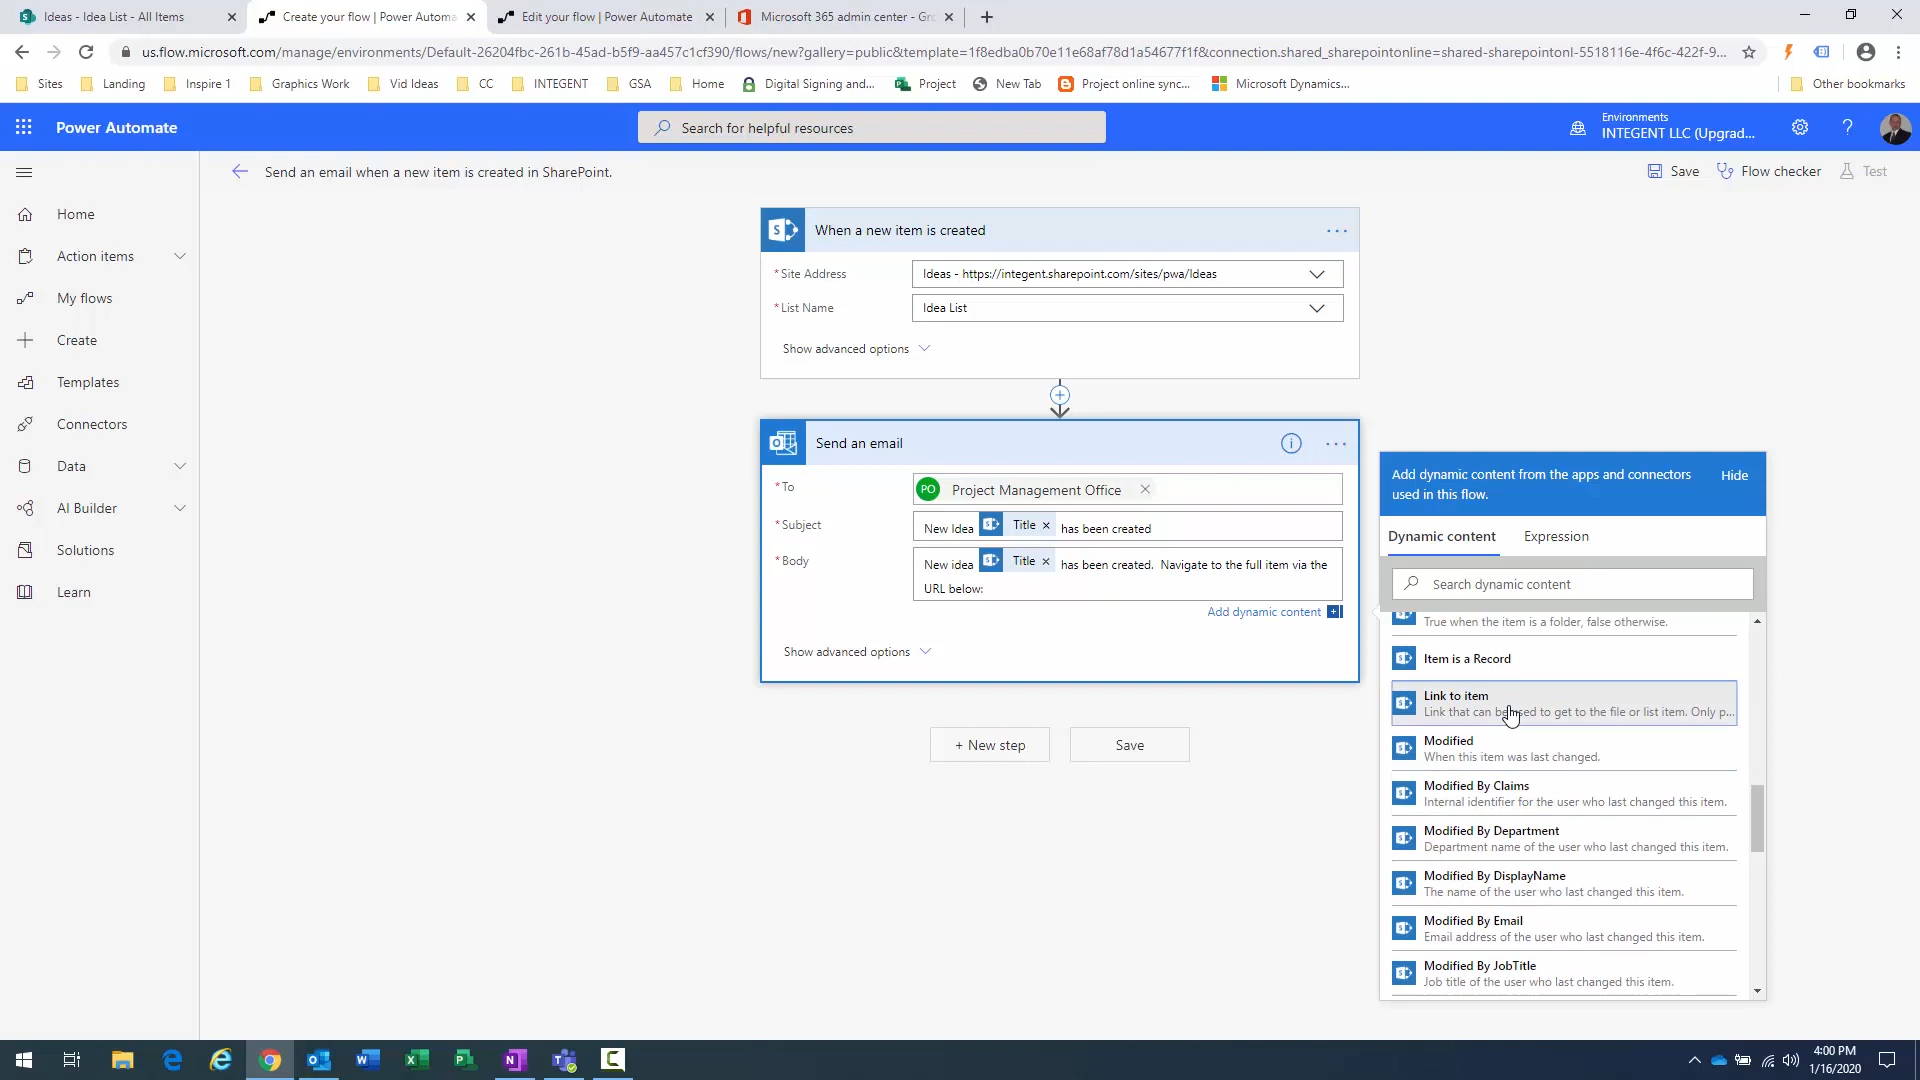 Ideas - Idea List - All Items
Create your flow | Power Automa
Edit your flow | Power Automate
Microsoft 365 admin center - Gr
us.flow.microsoft.com/manage/environments/Default-26204fbc-261b-45ad-b5f9-aa457c1cf390/flows/new?gallery=public&template=1f8edba0b70e11e68af78d1a54677f1f&connection.shared_sharepointonline=shared-sharepointonl-5518116e-4f6c-422f-9...
Sites
Landing
Inspire 1
Graphics Work
Vid Ideas
CC
INTEGENT
GSA
Home
Digital Signing and...
Project
New Tab
Project online sync...
Microsoft Dynamics...
Other bookmarks
Power Automate
Search for helpful resources
Environments
INTEGENT LLC (Upgrad...
Send an email when a new item is created in SharePoint.
Save
Flow checker
Test
Home
Action items
My flows
Create
Templates
Connectors
Data
AI Builder
Solutions
Learn
When a new item is created
* Site Address
Ideas - https://integent.sharepoint.com/sites/pwa/Ideas
* List Name
Idea List
Show advanced options
Send an email
* To
PO Project Management Office
* Subject
New Idea Title has been created
* Body
New idea Title has been created. Navigate to the full item via the
URL below:
Add dynamic content
Show advanced options
+ New step
Save
Add dynamic content from the apps and connectors
used in this flow.
Hide
Dynamic content
Expression
Search dynamic content
True when the item is a folder, false otherwise.
Item is a Record
Link to item
Link that can be used to get to the file or list item. Only p...
Modified
When this item was last changed.
Modified By Claims
Internal identifier for the user who last changed this item.
Modified By Department
Department name of the user who last changed this item.
Modified By DisplayName
The name of the user who last changed this item.
Modified By Email
Email address of the user who last changed this item.
Modified By JobTitle
Job title of the user who last changed this item.
4:00 PM
1/16/2020